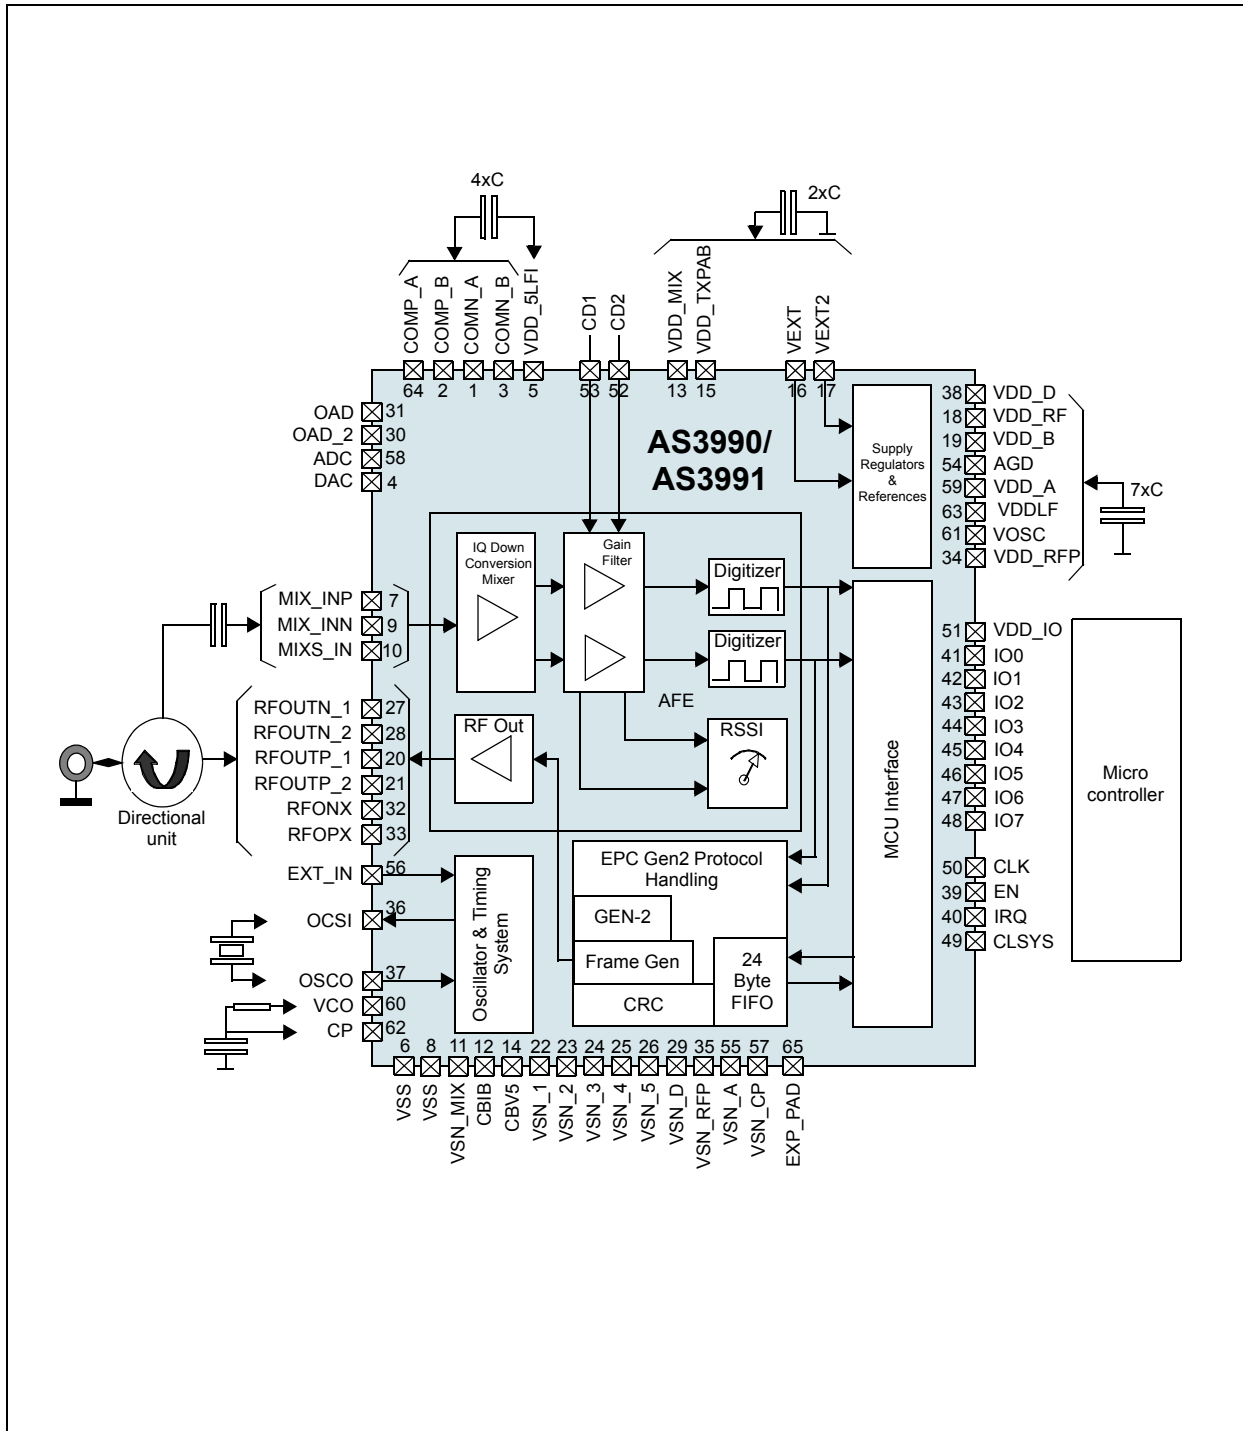 4xC
2xC
COMP_A
COMP_B
COMN_A
COMN_B
VDD_5LFI
CD1
CD2
VDD_MIX
VDD_TXPAB
VEXT
VEXT2
64 2 1 3 5 53 52 13 15 16 17
OAD 31
OAD_2 30
ADC 58
DAC 4
AS3990/
AS3991
Supply
Regulators
&
References
38 VDD_D
18 VDD_RF
19 VDD_B
54 AGD
59 VDD_A
63 VDDLF
61 VOSC
34 VDD_RFP
7xC
IQ Down
Conversion
Mixer
Gain
Filter
Digitizer
Digitizer
AFE
RF Out
RSSI
MIX_INP 7
MIX_INN 9
MIXS_IN 10
RFOUTN_1 27
RFOUTN_2 28
RFOUTP_1 20
RFOUTP_2 21
RFONX 32
RFOPX 33
Directional
unit
EXT_IN 56
OCSI 36
OSCO 37
VCO 60
CP 62
Oscillator & Timing
System
EPC Gen2 Protocol
Handling
GEN-2
Frame Gen
CRC
24
Byte
FIFO
MCU Interface
51 VDD_IO
41 IO0
42 IO1
43 IO2
44 IO3
45 IO4
46 IO5
47 IO6
48 IO7
50 CLK
39 EN
40 IRQ
49 CLSYS
Micro
controller
6 8 11 12 14 22 23 24 25 26 29 35 55 57 65
VSS
VSS
VSN_MIX
CBIB
CBV5
VSN_1
VSN_2
VSN_3
VSN_4
VSN_5
VSN_D
VSN_RFP
VSN_A
VSN_CP
EXP_PAD